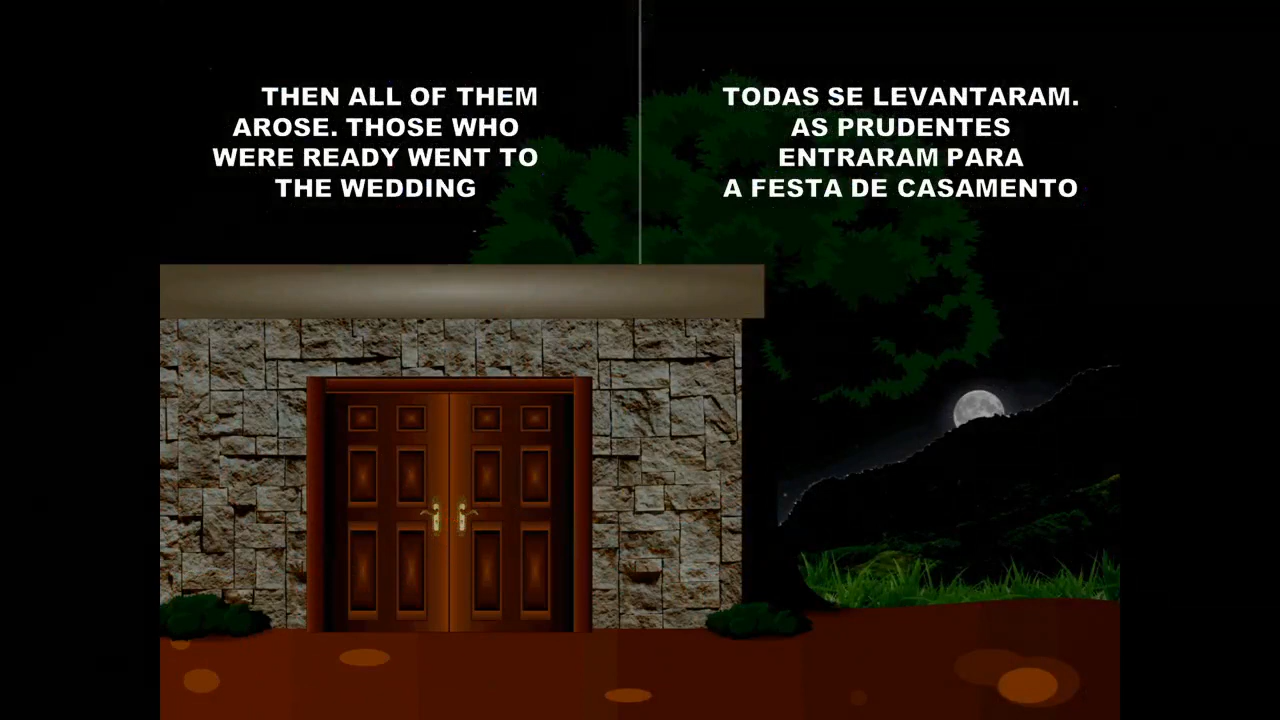 THEN ALL OF THEM
AROSE. THOSE WHO
WERE READY WENT TO
THE WEDDING
TODAS SE LEVANTARAM.
AS PRUDENTES
ENTRARAM PARA
A FESTA DE CASAMENTO